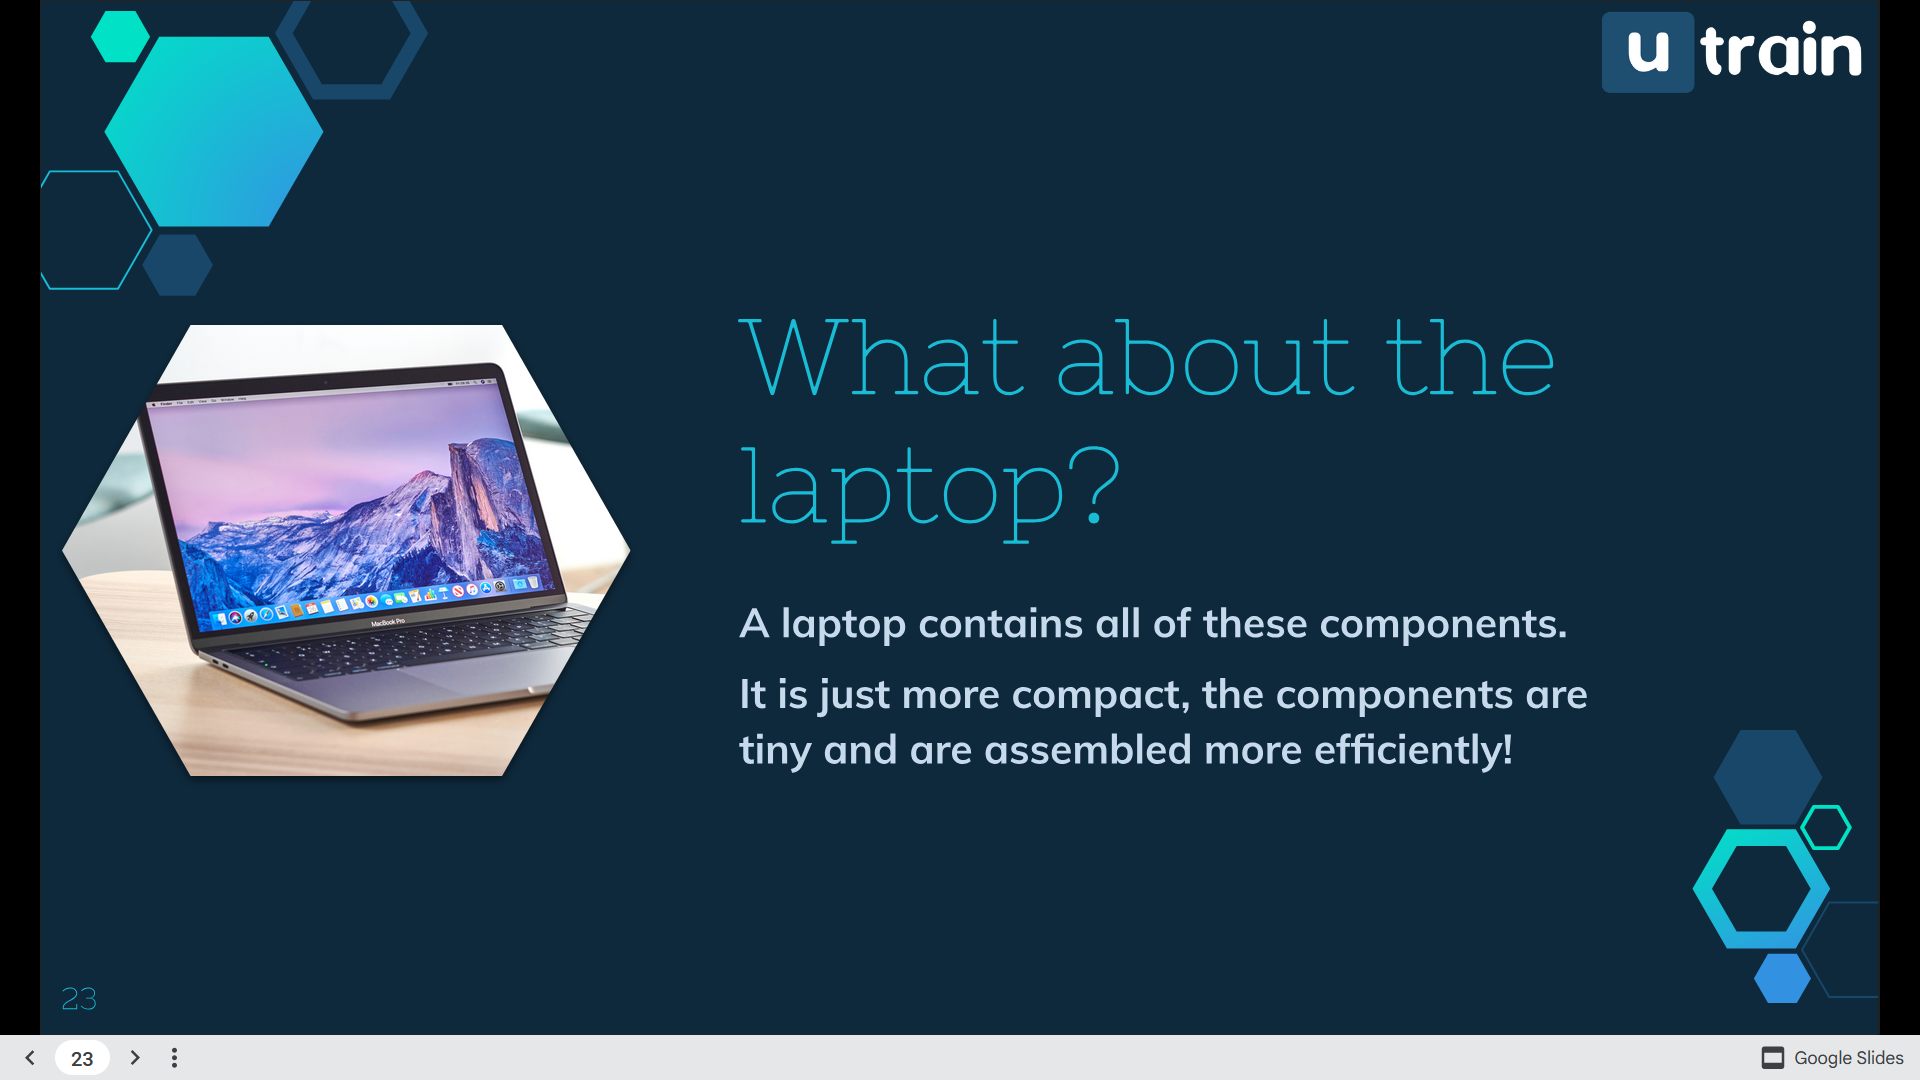 u train
What about the
laptop?
A laptop contains all of these components.
It is just more compact, the components are
tiny and are assembled more efficiently!
MacBook Pro
23
23
Google Slides